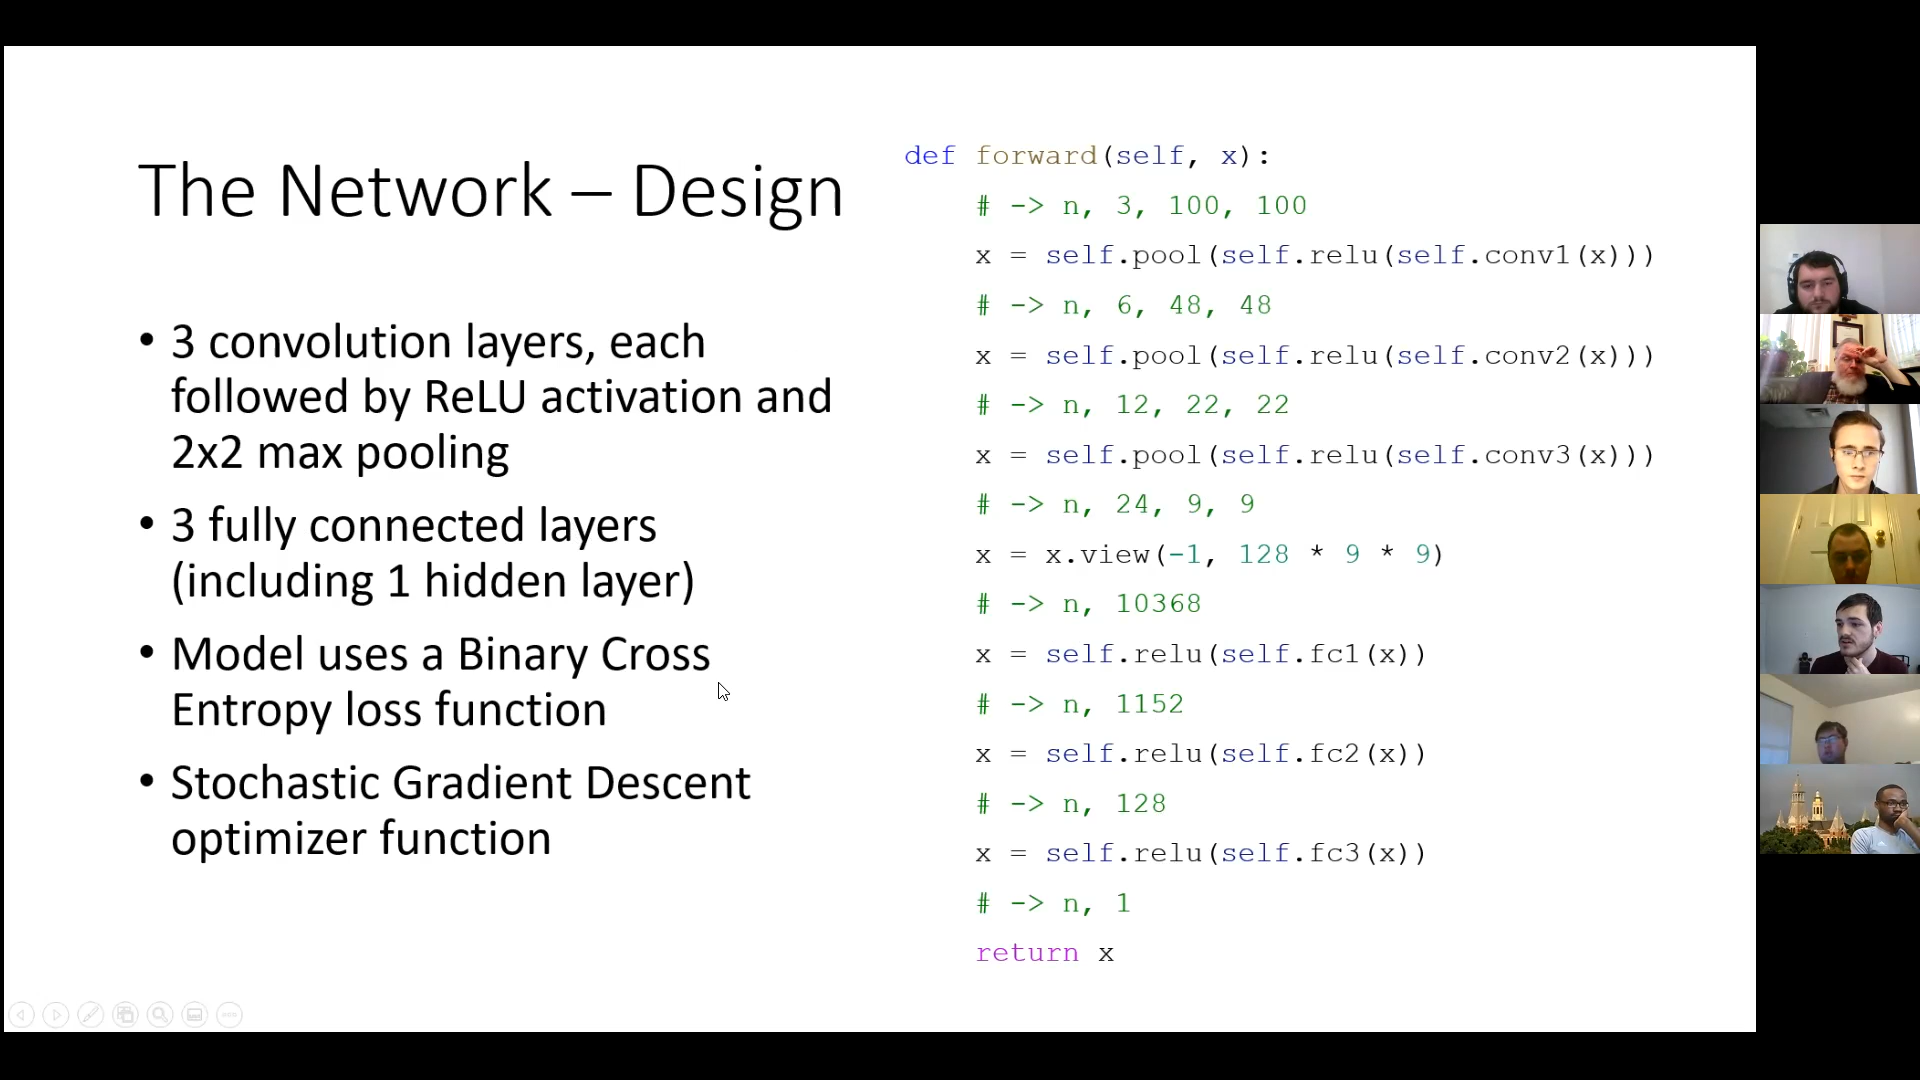 The Network – Design
• 3 convolution layers, each
followed by ReLU activation and
2x2 max pooling
• 3 fully connected layers
(including 1 hidden layer)
• Model uses a Binary Cross
Entropy loss function
• Stochastic Gradient Descent
optimizer function
def forward(self, x):
# -> n, 3, 100, 100
x = self.pool(self.relu(self.conv1(x)))
# -> n, 6, 48, 48
x = self.pool(self.relu(self.conv2(x)))
# -> n, 12, 22, 22
x = self.pool(self.relu(self.conv3(x)))
# -> n, 24, 9, 9
x = x.view(-1, 128 * 9 * 9)
# -> n, 10368
x = self.relu(self.fc1(x))
# -> n, 1152
x = self.relu(self.fc2(x))
# -> n, 128
x = self.relu(self.fc3(x))
# -> n, 1
return x